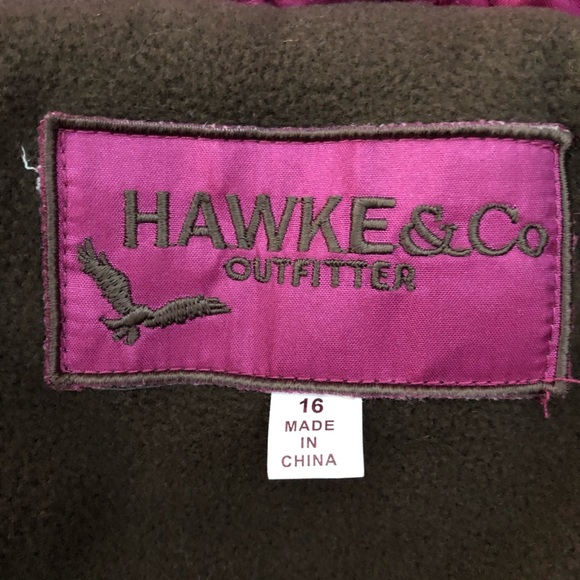 HAWKE&Co
OUTFITTER
16
MADE
IN
CHINA